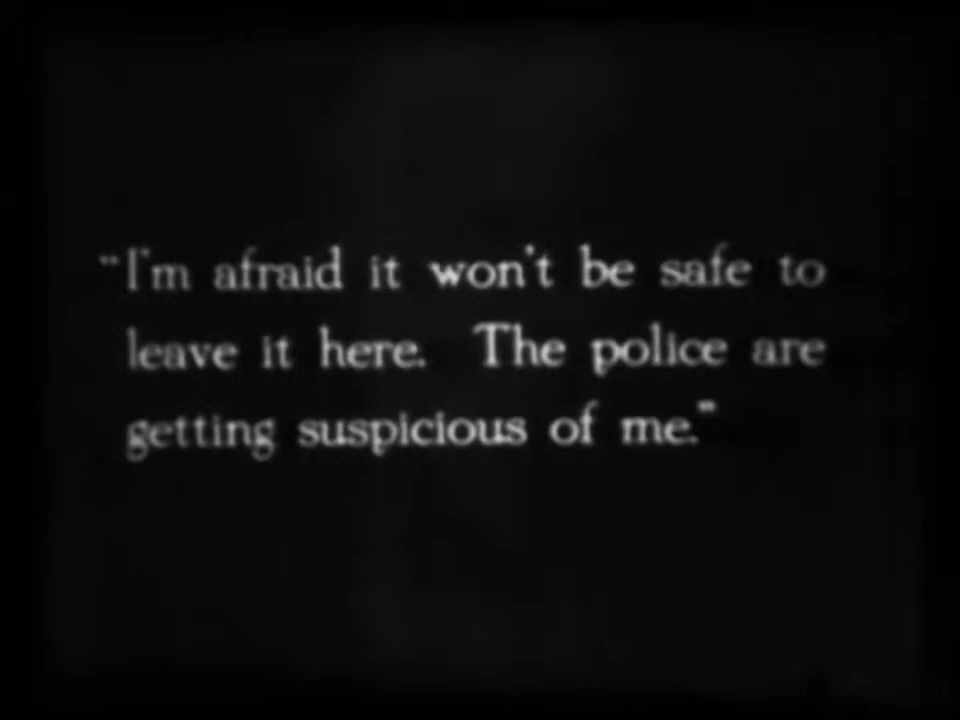 "I'm afraid it won't be safe to
leave it here. The police are
getting suspicious of me."